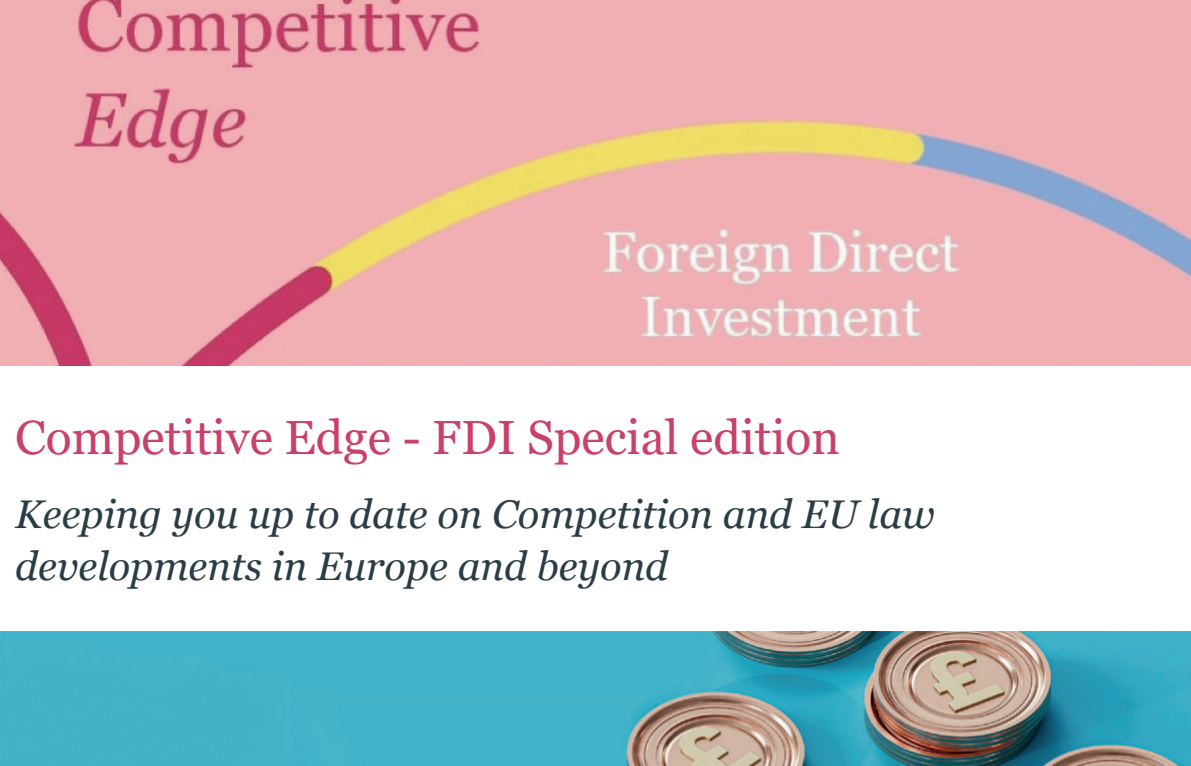 Competitive
Edge
Foreign Direct
Investment
Competitive Edge - FDI Special edition
Keeping you up to date on Competition and EU law
developments in Europe and beyond
£
£